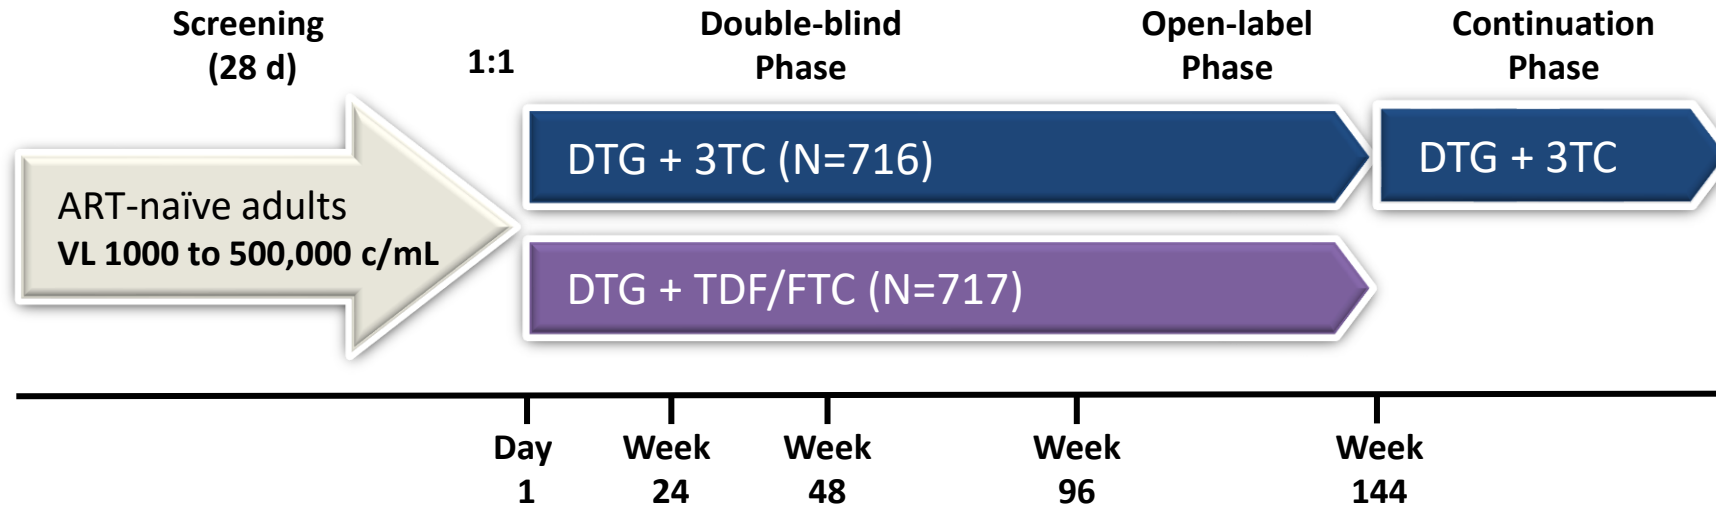 Screening
(28 d)
1:1
Double-blind
Phase
Open-label
Phase
Continuation
Phase
ART-naïve adults
VL 1000 to 500,000 c/mL
DTG + 3TC (N=716)
DTG + 3TC
DTG + TDF/FTC (N=717)
Day
1
Week
24
Week
48
Week
96
Week
144